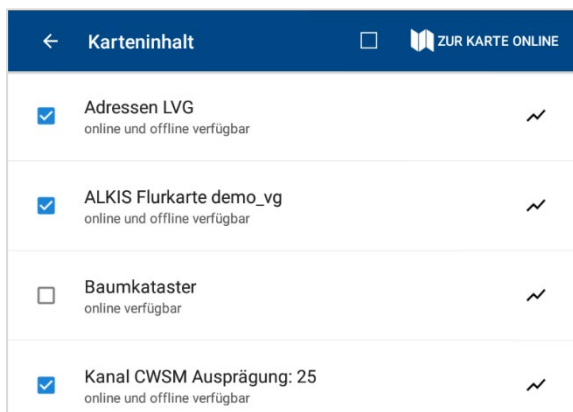 Karteninhalt
ZUR KARTE ONLINE
Adressen LVG
online und offline verfügbar
ALKIS Flurkarte demo_vg
online und offline verfügbar
Baumkataster
online verfügbar
Kanal CWSM Ausprägung: 25
online und offline verfügbar